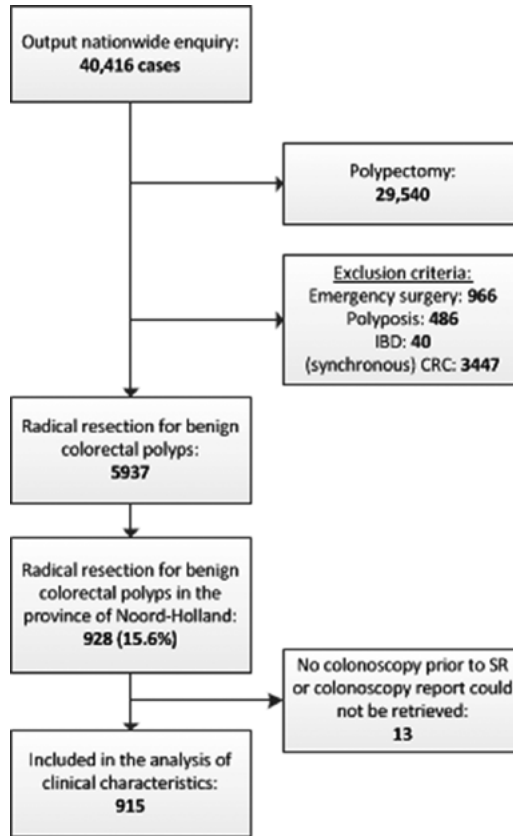 Output nationwide enquiry:
40,416 cases
Polypectomy:
29,540
Exclusion criteria:
Emergency surgery: 966
Polyposis: 486
IBD: 40
(synchronous) CRC: 3447
Radical resection for benign
colorectal polyps:
5937
Radical resection for benign
colorectal polyps in the
province of Noord-Holland:
928 (15.6%)
No colonoscopy prior to SR
or colonoscopy report could
not be retrieved:
13
Included in the analysis of
clinical characteristics:
915